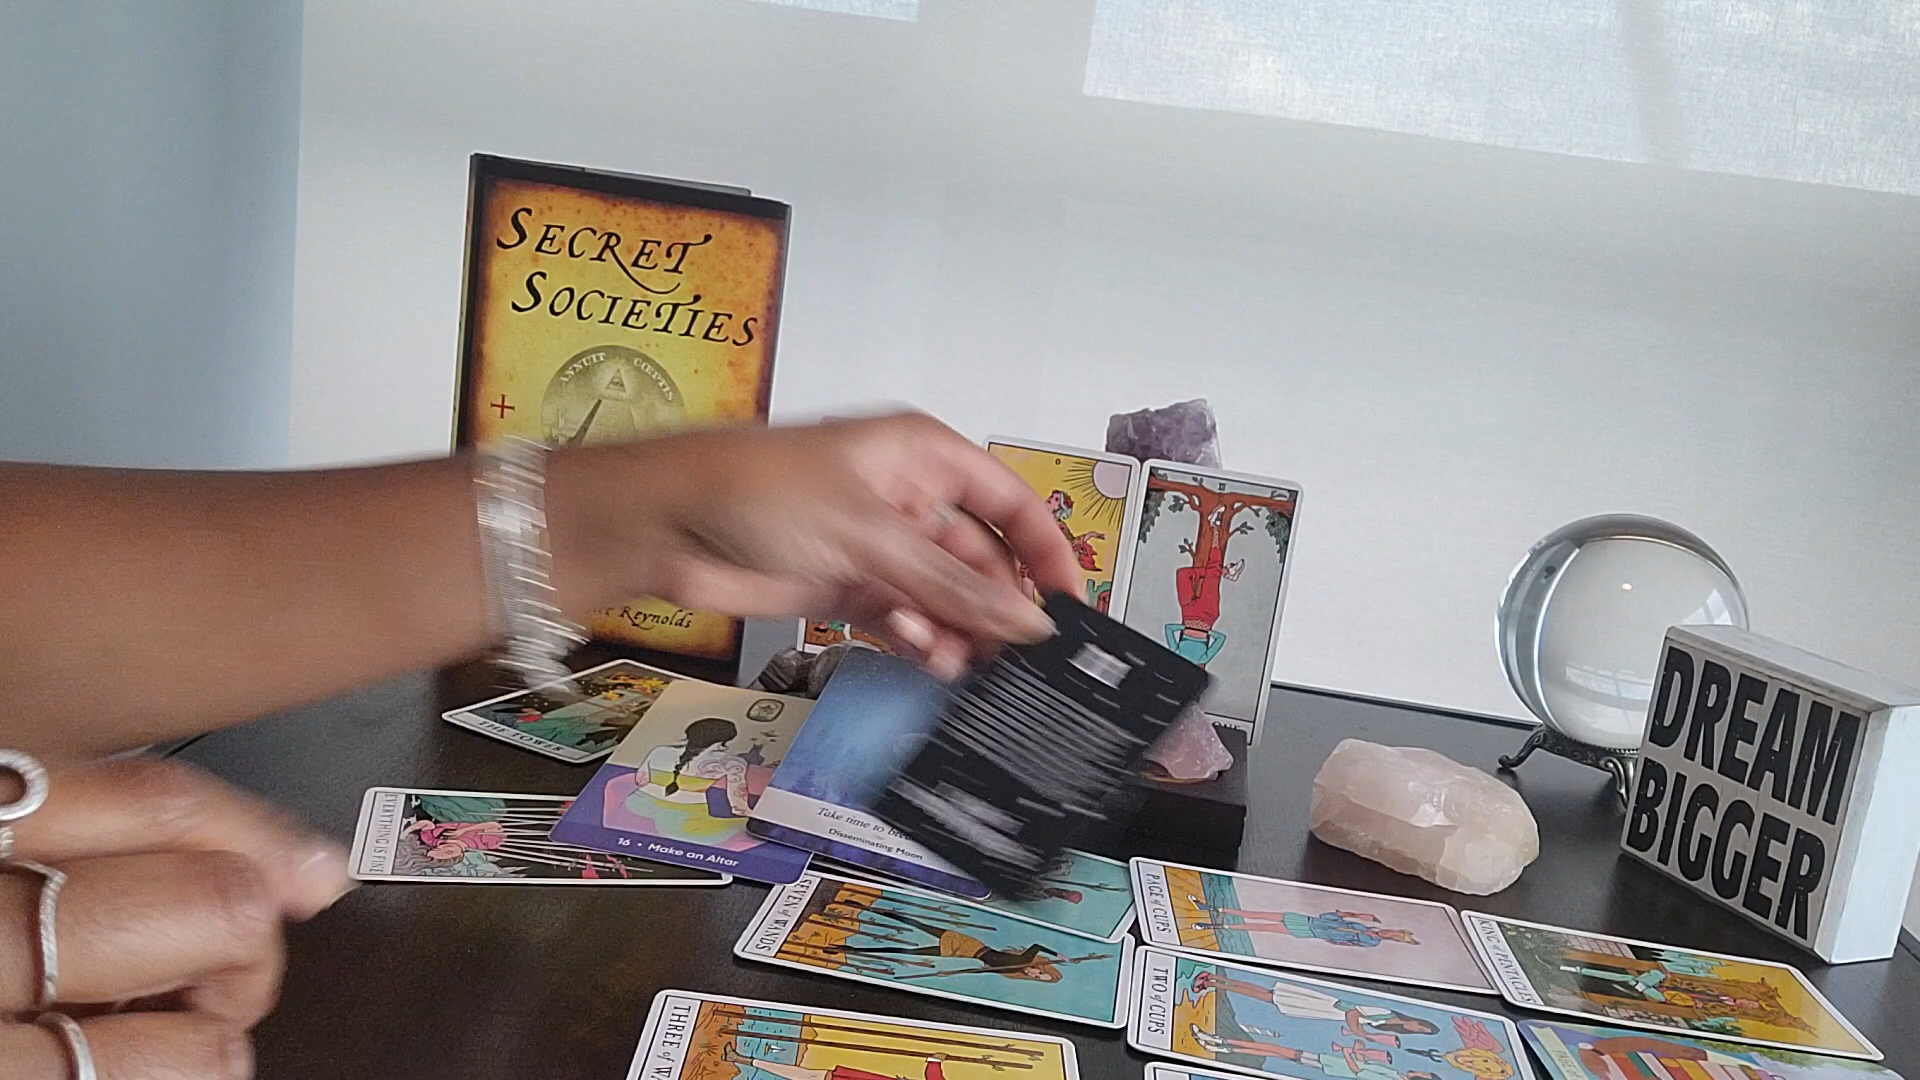 SECRET
SOCIETIES
ANNUIT CŒPTIS
Reynolds
DREAM
BIGGER
THE TOWER
EVERYTHING IS FINE
16 • Make an Altar
Take time to
Disseminating Moon
SEVEN of WANDS
PAGE of CUPS
KING of PENTACLES
TWO of CUPS
THREE of